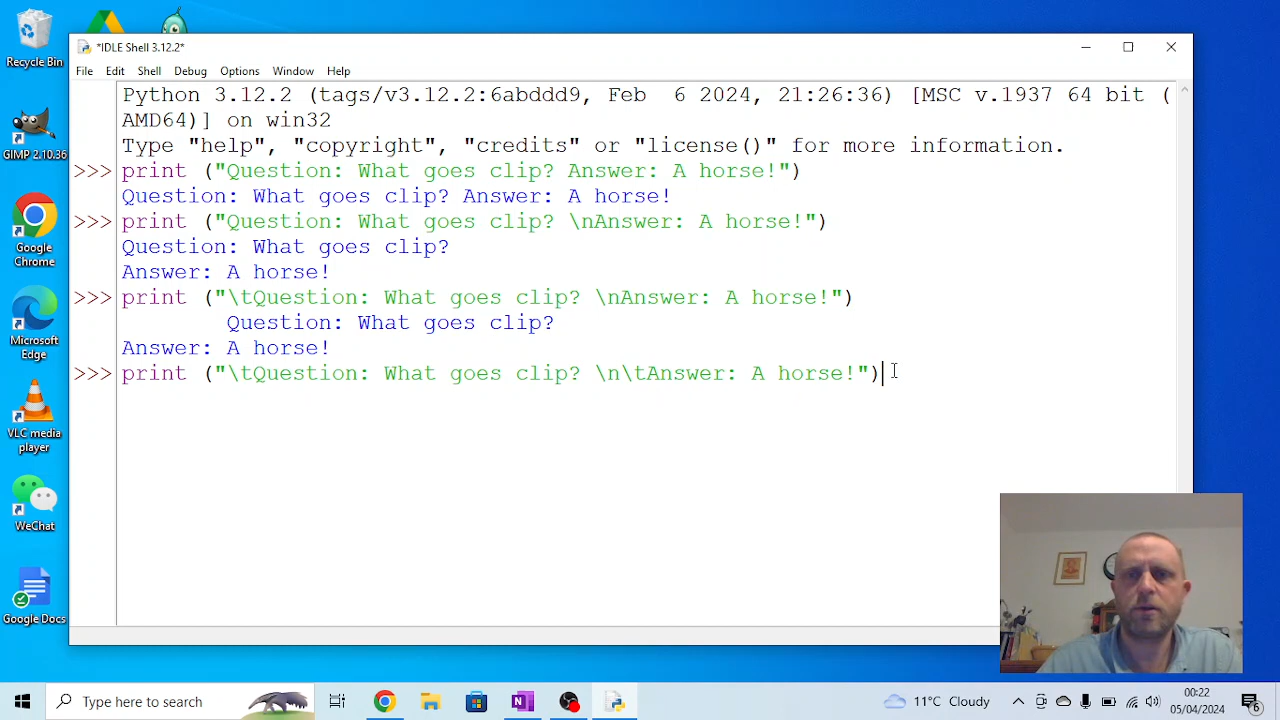 Recycle Bin
GIMP 2.10.36
Google
Chrome
Microsoft
Edge
VLC media
player
WeChat
Google Docs
*IDLE Shell 3.12.2*
File Edit Shell Debug Options Window Help
Python 3.12.2 (tags/v3.12.2:6abddd9, Feb  6 2024, 21:26:36) [MSC v.1937 64 bit (
AMD64)] on win32
Type "help", "copyright", "credits" or "license()" for more information.
>>> print ("Question: What goes clip? Answer: A horse!")
Question: What goes clip? Answer: A horse!
>>> print ("Question: What goes clip? \nAnswer: A horse!")
Question: What goes clip?
Answer: A horse!
>>> print ("\tQuestion: What goes clip? \nAnswer: A horse!")
Question: What goes clip?
Answer: A horse!
>>> print ("\tQuestion: What goes clip? \n\tAnswer: A horse!")
Type here to search
N
11°C Cloudy
00:22
05/04/2024
6